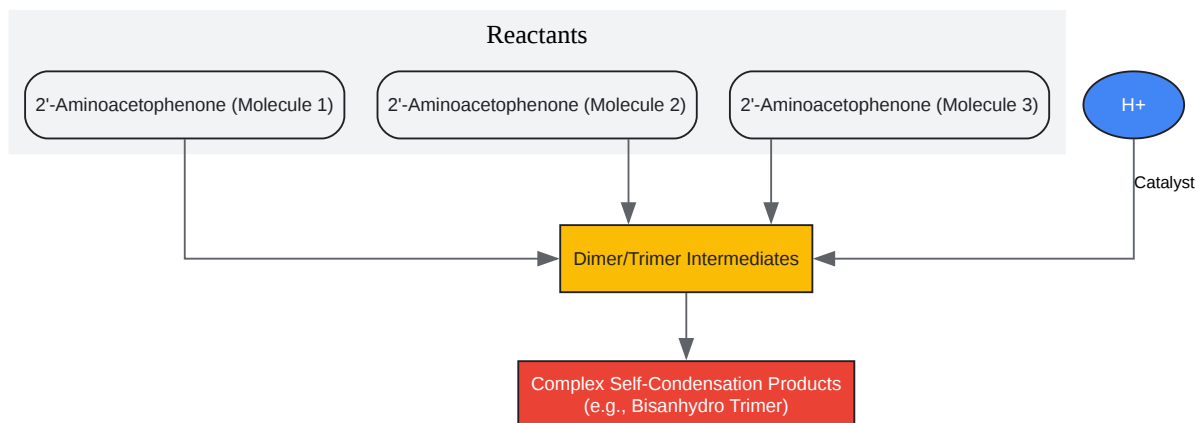 Reactants
2'-Aminoacetophenone (Molecule 1)
2'-Aminoacetophenone (Molecule 2)
2'-Aminoacetophenone (Molecule 3)
H+
Catalyst
Dimer/Trimer Intermediates
Complex Self-Condensation Products
(e.g., Bisanhydro Trimer)